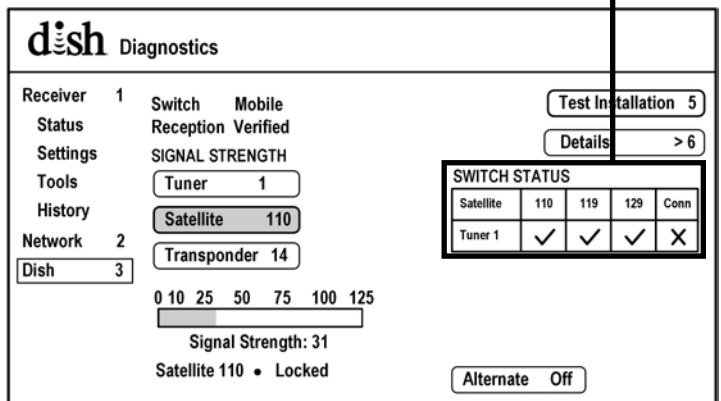 dish Diagnostics
Receiver 1
Status
Settings
Tools
History
Network 2
Dish 3
Switch Mobile
Reception Verified
SIGNAL STRENGTH
Tuner 1
Satellite 110
Transponder 14
0 10 25 50 75 100 125
Signal Strength: 31
Satellite 110 • Locked
Test Installation 5
Details > 6
SWITCH STATUS
Satellite 110 119 129 Conn
Tuner 1 ✓ ✓ ✓ X
Alternate Off